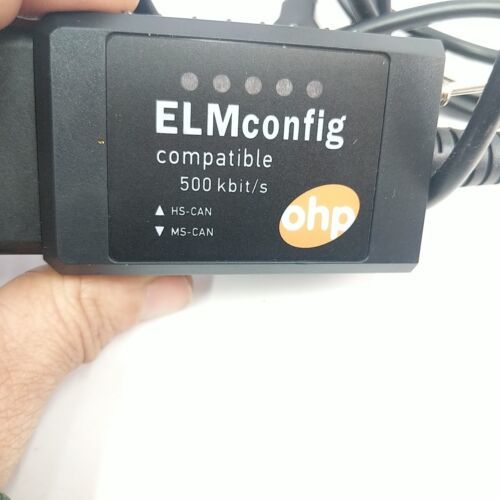 ELMconfig
compatible
500 kbit/s
▲ HS-CAN
▼ MS-CAN
ohp